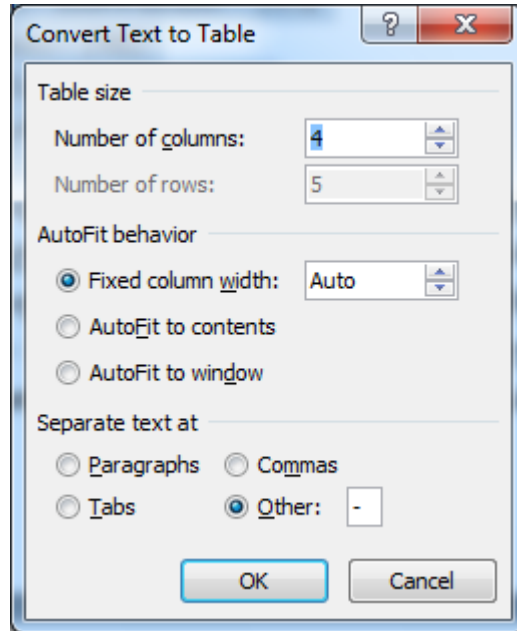 Convert Text to Table
Table size
Number of columns: 4
Number of rows: 5
AutoFit behavior
Fixed column width: Auto
AutoFit to contents
AutoFit to window
Separate text at
Paragraphs Commas
Tabs Other: -
OK Cancel